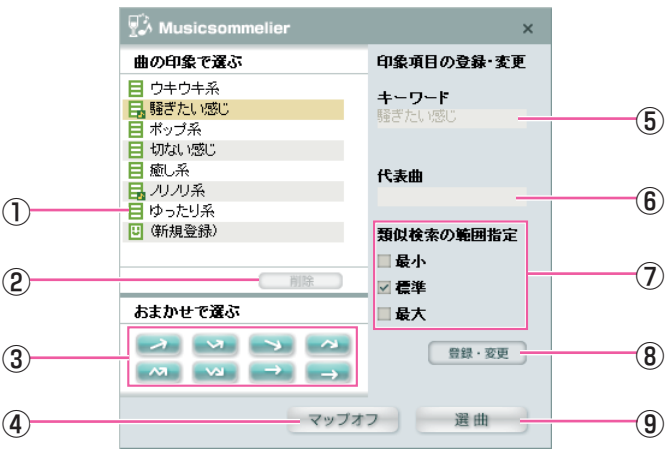 Musicsommelier ×
曲の印象で選ぶ
ウキウキ系
騒ぎたい感じ
ポップ系
切ない感じ
癒し系
ノリノリ系
ゆったり系
(新規登録)
①
② 削除
おまかせで選ぶ
③
④ マップオフ
印象項目の登録・変更
キーワード
騒ぎたい感じ ⑤
代表曲
⑥
類似検索の範囲指定
最小
標準 ⑦
最大
登録・変更 ⑧
選曲 ⑨